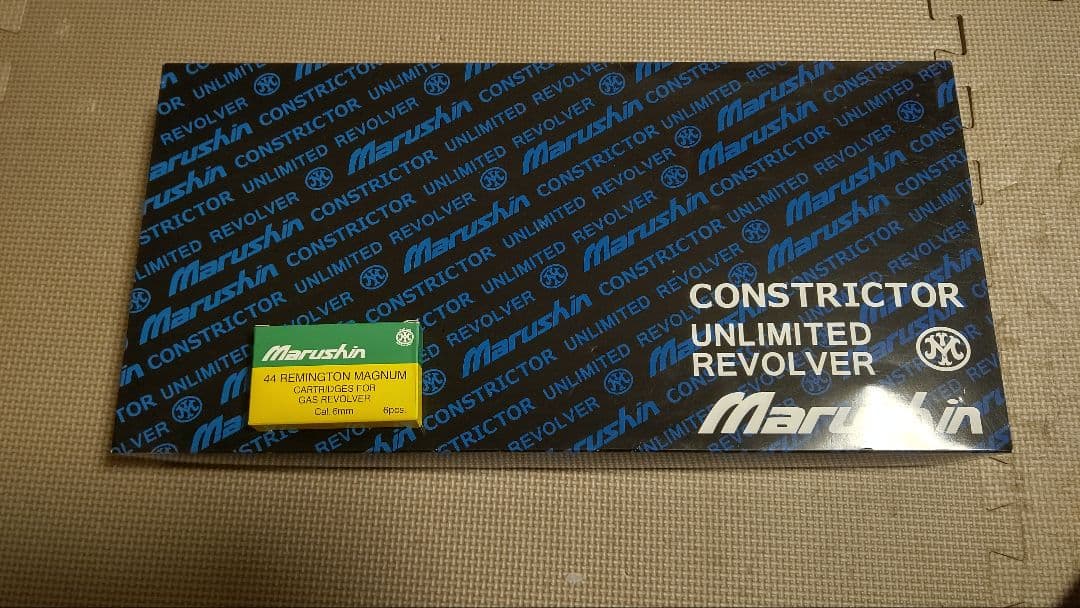 CONSTRICTOR
UNLIMITED
REVOLVER
Marushin
Marushin
44 REMINGTON MAGNUM
CARTRIDGES FOR
GAS REVOLVER
Cal. 6mm 6pcs.